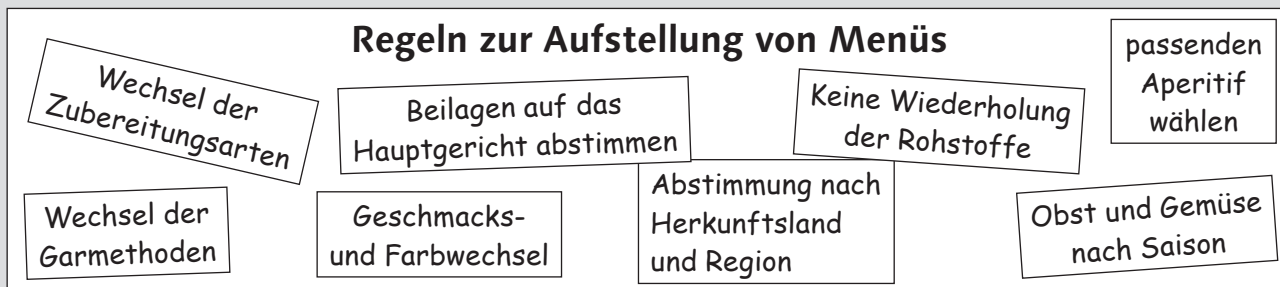 Regeln zur Aufstellung von Menüs
Wechsel der
Zubereitungsarten
Beilagen auf das
Hauptgericht abstimmen
Keine Wiederholung
der Rohstoffe
passenden
Aperitif
wählen
Wechsel der
Garmethoden
Geschmacks-
und Farbwechsel
Abstimmung nach
Herkunftsland
und Region
Obst und Gemüse
nach Saison